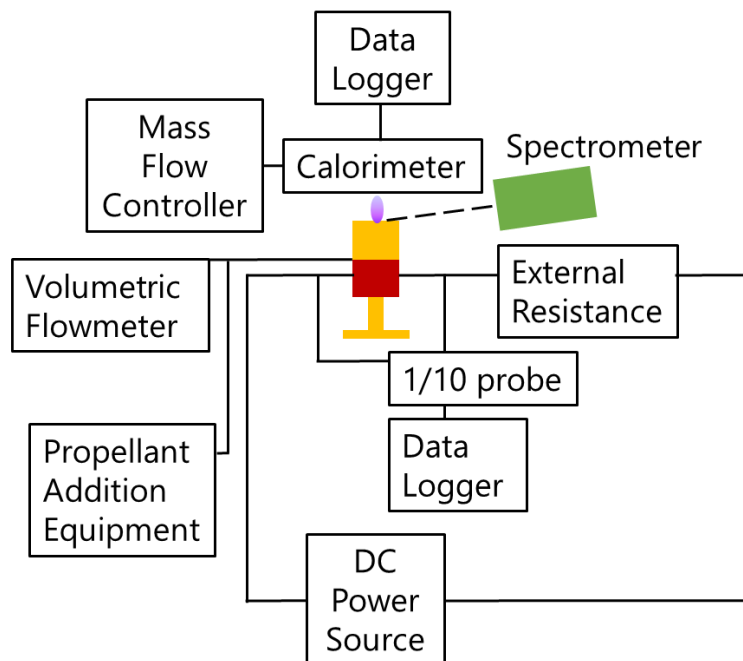 Data
Logger
Mass
Flow
Controller
Calorimeter
Spectrometer
Volumetric
Flowmeter
External
Resistance
1/10 probe
Propellant
Addition
Equipment
Data
Logger
DC
Power
Source